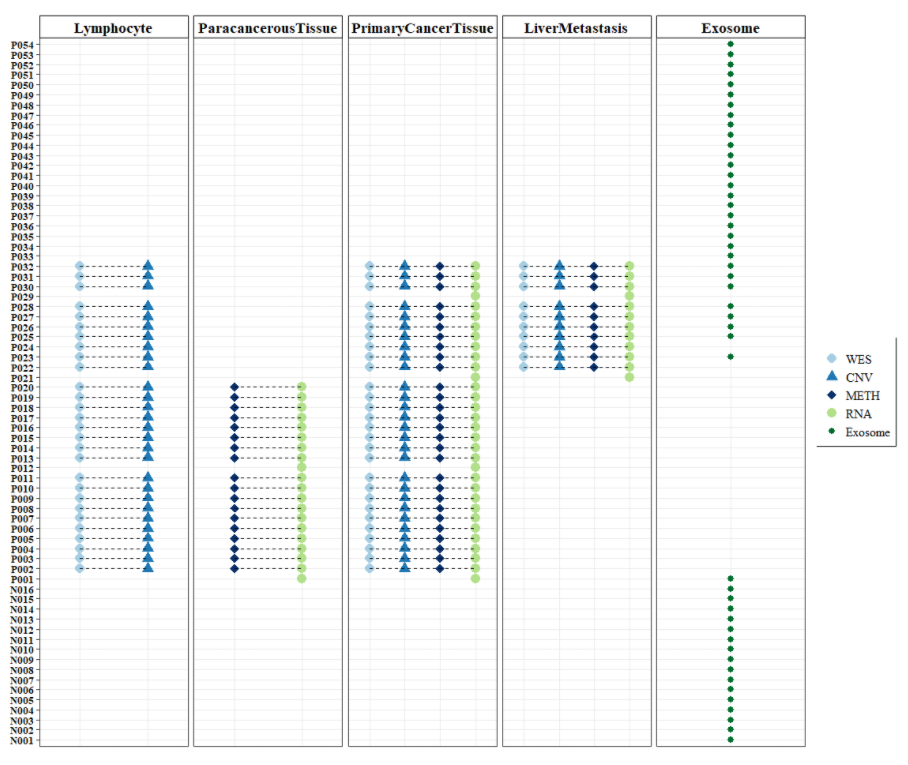 Lymphocyte
ParacancerousTissue
PrimaryCancerTissue
LiverMetastasis
Exosome
P054
P053
P052
P051
P050
P049
P048
P047
P046
P045
P044
P043
P042
P041
P040
P039
P038
P037
P036
P035
P034
P033
P032
P031
P030
P029
P028
P027
P026
P025
P024
P023
P022
P021
P020
P019
P018
P017
P016
P015
P014
P013
P012
P011
P010
P009
P008
P007
P006
P005
P004
P003
P002
P001
N016
N015
N014
N013
N012
N011
N010
N009
N008
N007
N006
N005
N004
N003
N002
N001
WES
CNV
METH
RNA
Exosome